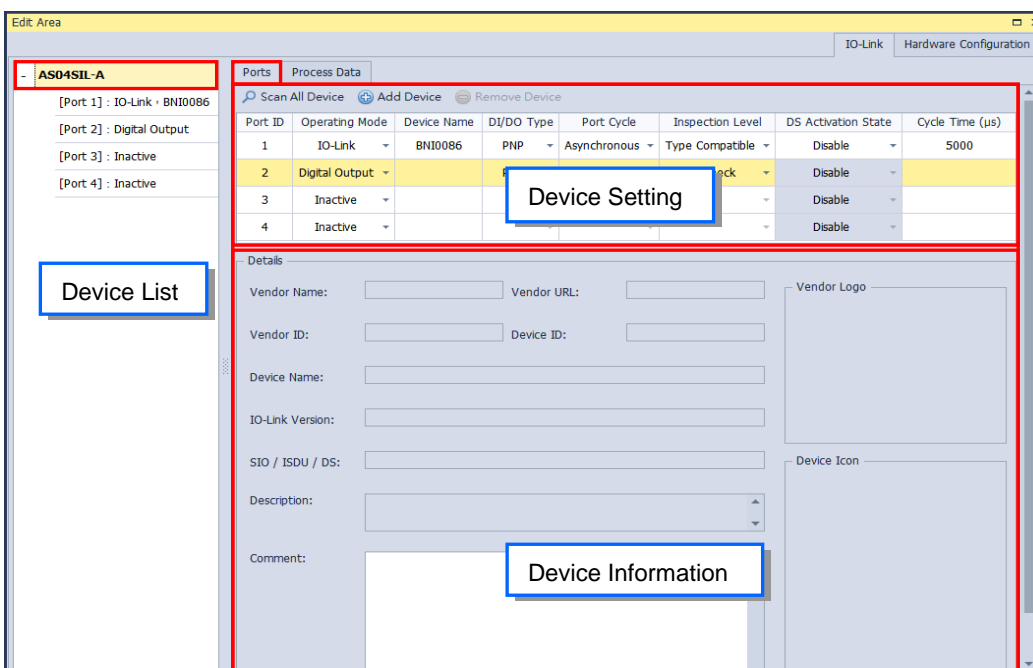 Edit Area
IO-Link Hardware Configuration
- AS04SIL-A
[Port 1] : IO-Link, BNI0086
[Port 2] : Digital Output
[Port 3] : Inactive
[Port 4] : Inactive
Device List
Ports Process Data
Scan All Device Add Device Remove Device
Port ID Operating Mode Device Name DI/DO Type Port Cycle Inspection Level DS Activation State Cycle Time (µs)
1 IO-Link BNI0086 PNP Asynchronous Type Compatible Disable 5000
2 Digital Output Disable
3 Inactive Disable
4 Inactive Disable
Device Setting
Details
Vendor Name: Vendor URL: Vendor Logo
Vendor ID: Device ID:
Device Name:
IO-Link Version:
SIO / ISDU / DS: Device Icon
Description:
Comment:
Device Information